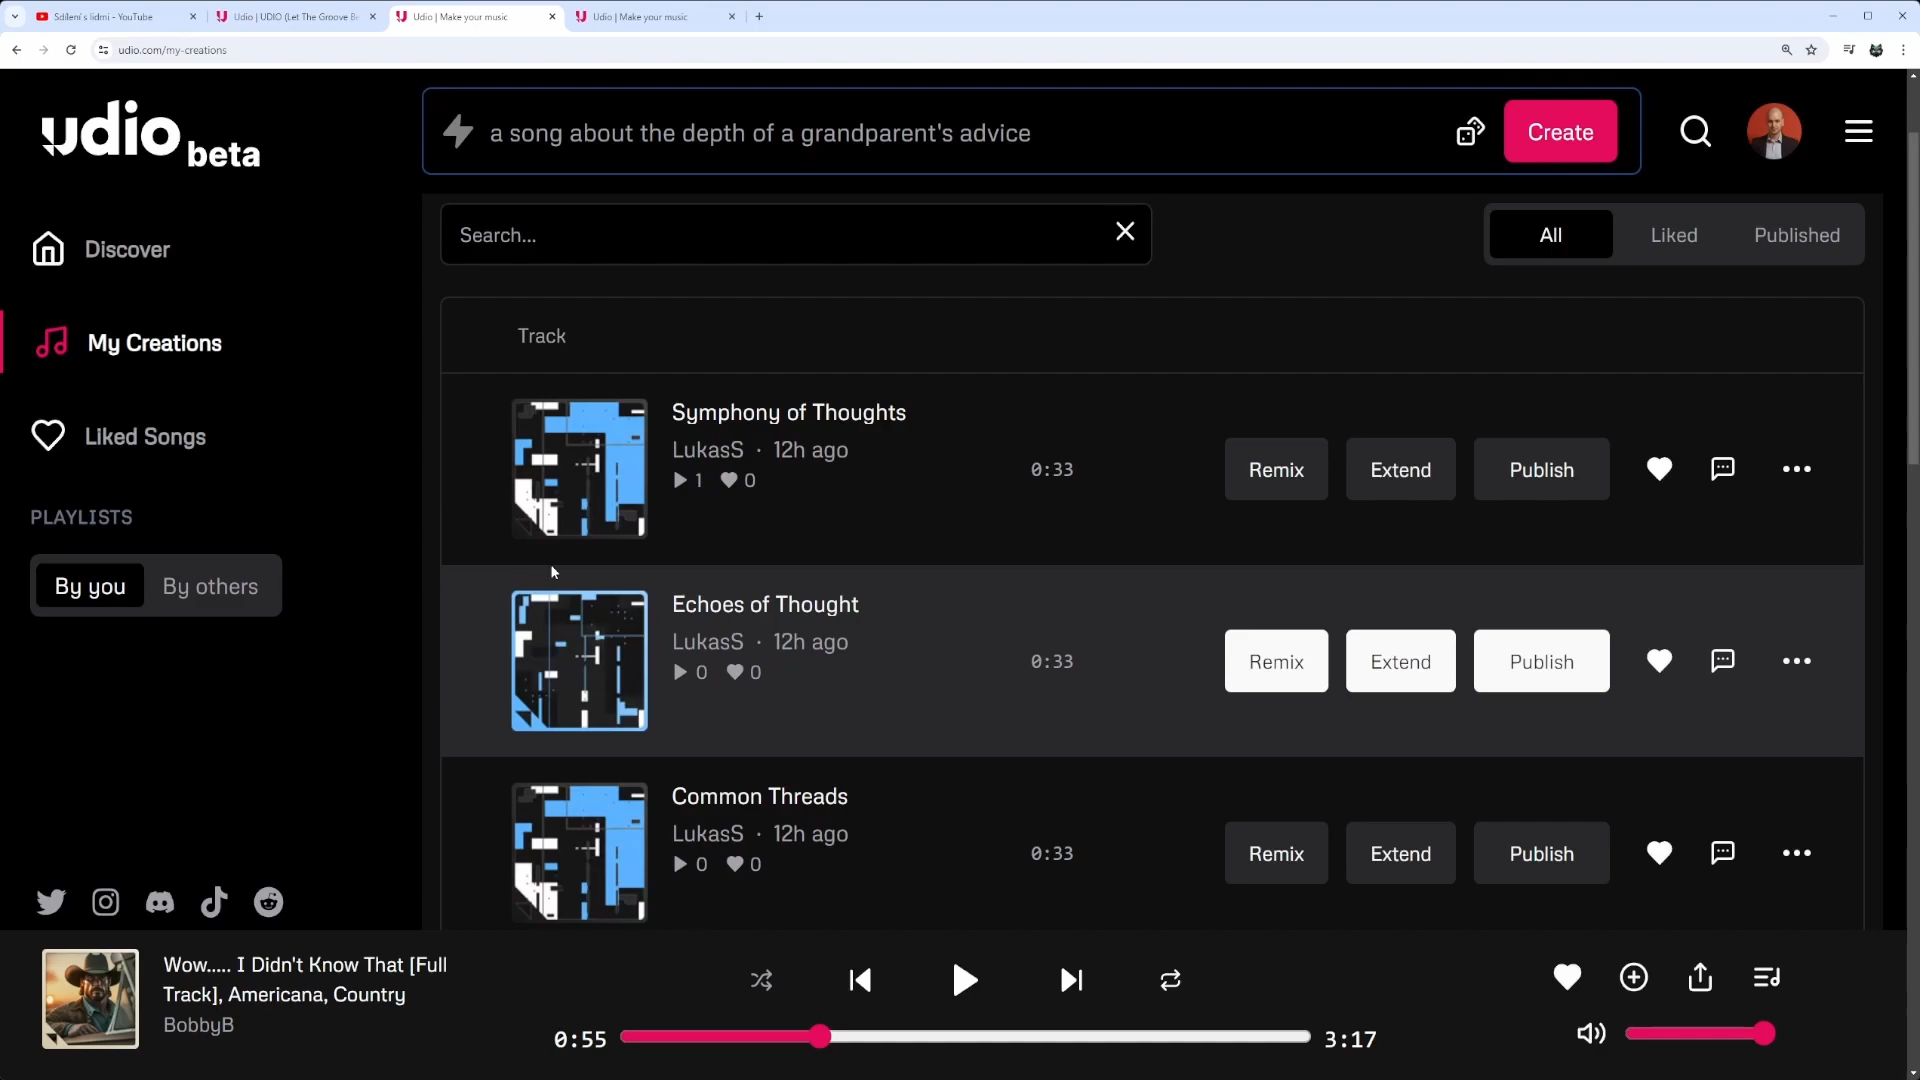 Sdílení s lidmi - YouTube
Udio | UDIO (Let The Groove Be
Udio | Make your music
Udio | Make your music
udio.com/my-creations
udio beta
a song about the depth of a grandparent's advice
Create
Discover
My Creations
Liked Songs
PLAYLISTS
By you
By others
Search...
All
Liked
Published
Track
Symphony of Thoughts
LukasS · 12h ago
1 0
0:33
Remix
Extend
Publish
Echoes of Thought
LukasS · 12h ago
0 0
0:33
Remix
Extend
Publish
Common Threads
LukasS · 12h ago
0 0
0:33
Remix
Extend
Publish
Wow..... I Didn't Know That [Full
Track], Americana, Country
BobbyB
0:55
3:17